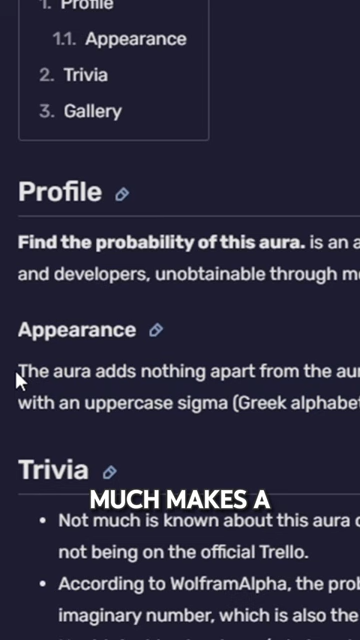 1. Profile
1.1. Appearance
2. Trivia
3. Gallery
Profile
Find the probability of this aura. is an a
and developers, unobtainable through m
Appearance
The aura adds nothing apart from the au
with an uppercase sigma (Greek alphabet
Trivia
MUCH MAKES A
Not much is known about this aura
not being on the official Trello.
According to WolframAlpha, the prob
imaginary number, which is also the